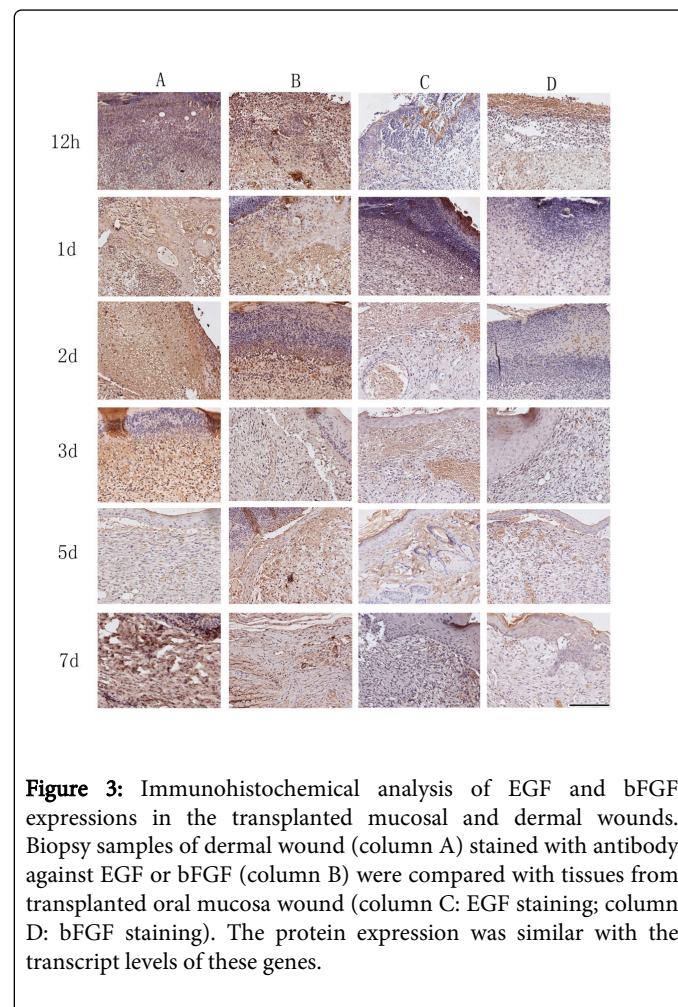 A B C D
12h
1d
2d
3d
5d
7d
Figure 3: Immunohistochemical analysis of EGF and bFGF
expressions in the transplanted mucosal and dermal wounds.
Biopsy samples of dermal wound (column A) stained with antibody
against EGF or bFGF (column B) were compared with tissues from
transplanted oral mucosa wound (column C: EGF staining; column
D: bFGF staining). The protein expression was similar with the
transcript levels of these genes.